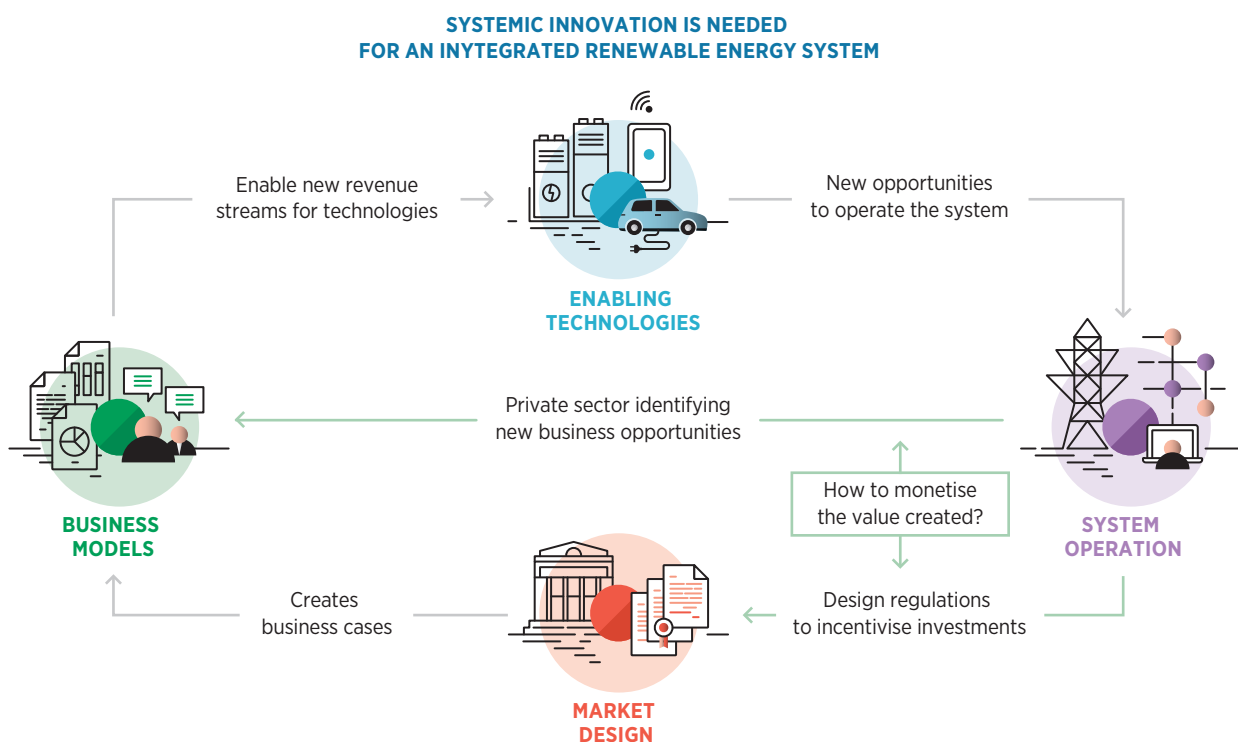 SYSTEMIC INNOVATION IS NEEDED
FOR AN INYTEGRATED RENEWABLE ENERGY SYSTEM
Enable new revenue
streams for technologies
New opportunities
to operate the system
ENABLING
TECHNOLOGIES
Private sector identifying
new business opportunities
How to monetise
the value created?
BUSINESS
MODELS
SYSTEM
OPERATION
Creates
business cases
Design regulations
to incentivise investments
MARKET
DESIGN